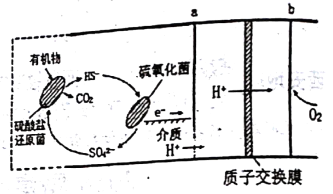 a
b
有机物
HS⁻
硫氧化菌
CO₂
e⁻
H⁺
硫酸盐
还原菌
介质
O₂
SO₄²⁻
H⁺
质子交换膜